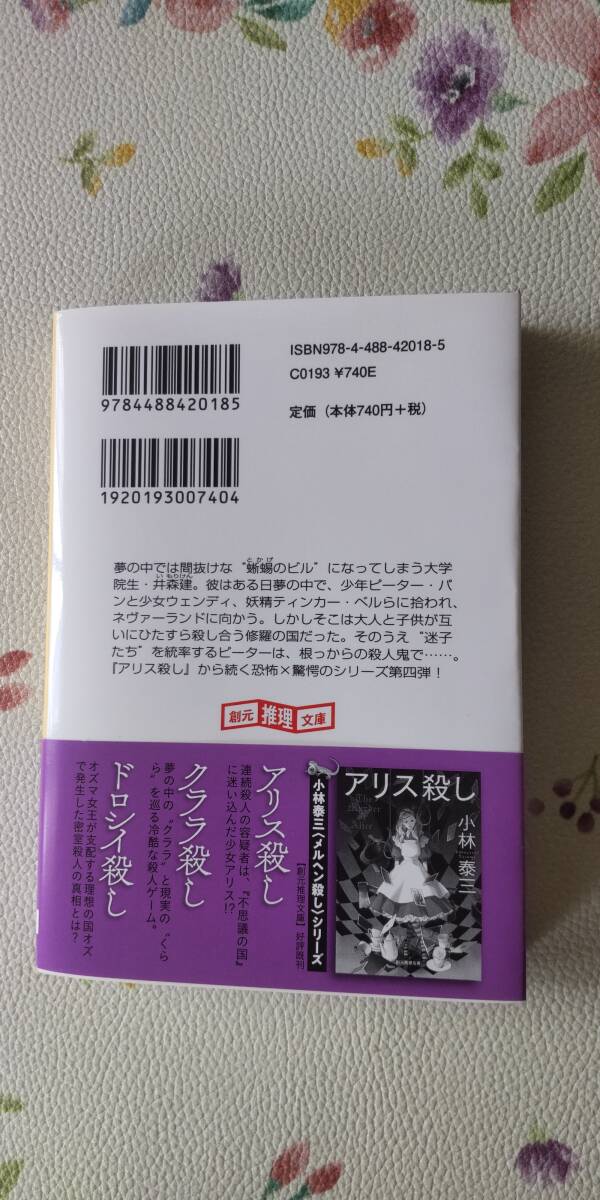 9784488420185
ISBN978-4-488-42018-5
C0193 ¥740E
定価（本体740円+税）
1920193007404
夢の中では間抜けな“蜥蜴のビル”になってしまう大学
院生・井森建。彼はある日夢の中で、少年ピーター・パ
ンと少女ウェンディ、妖精ティンカー・ベルらに拾われ、
ネヴァーランドに向かう。しかしそこは大人と子供が互
いにひたすら殺し合う修羅の国だった。そのうえ“迷子
たち”を統率するピーターは、根っからの殺人鬼で……。
『アリス殺し』から続く恐怖×驚愕のシリーズ第四弾！
創元推理文庫
アリス殺し
小林泰三
小林泰三〈メルヘン殺し〉シリーズ
【創元推理文庫】好評既刊
アリス殺し
連続殺人の容疑者は、『不思議の国』
に迷い込んだ少女アリス!?
クララ殺し
夢の中の“クララ”と現実の“くら
ら”を巡る冷酷な殺人ゲーム。
ドロシイ殺し
オズマ女王が支配する理想の国オズ
で発生した密室殺人の真相とは？